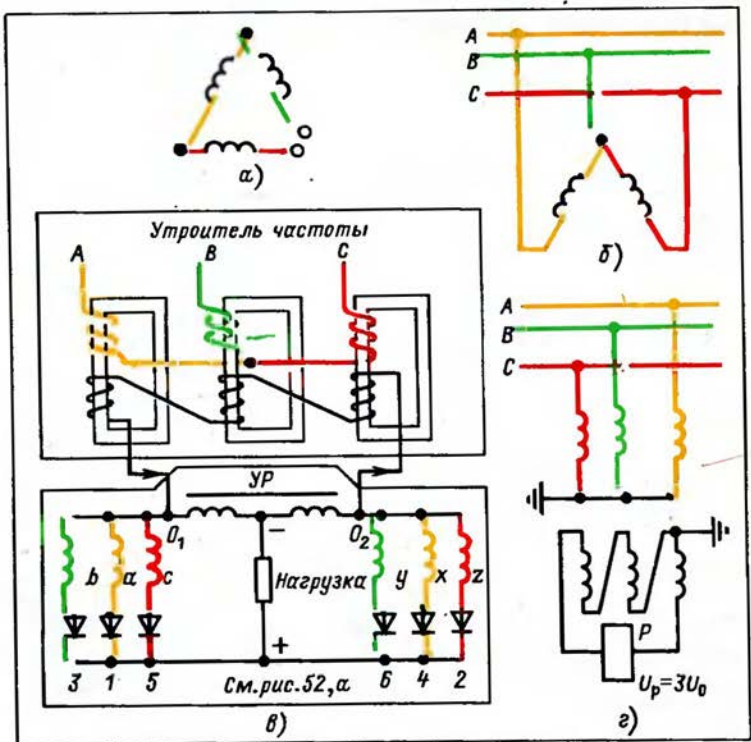 а)
A
B
C
б)
Утроитель частоты
A B C
A
B
C
УР
O₁ − O₂
b a c Нагрузка y x z
+
3 1 5 См.рис.52,а 6 4 2
в)
P
Uₚ=3U₀
г)